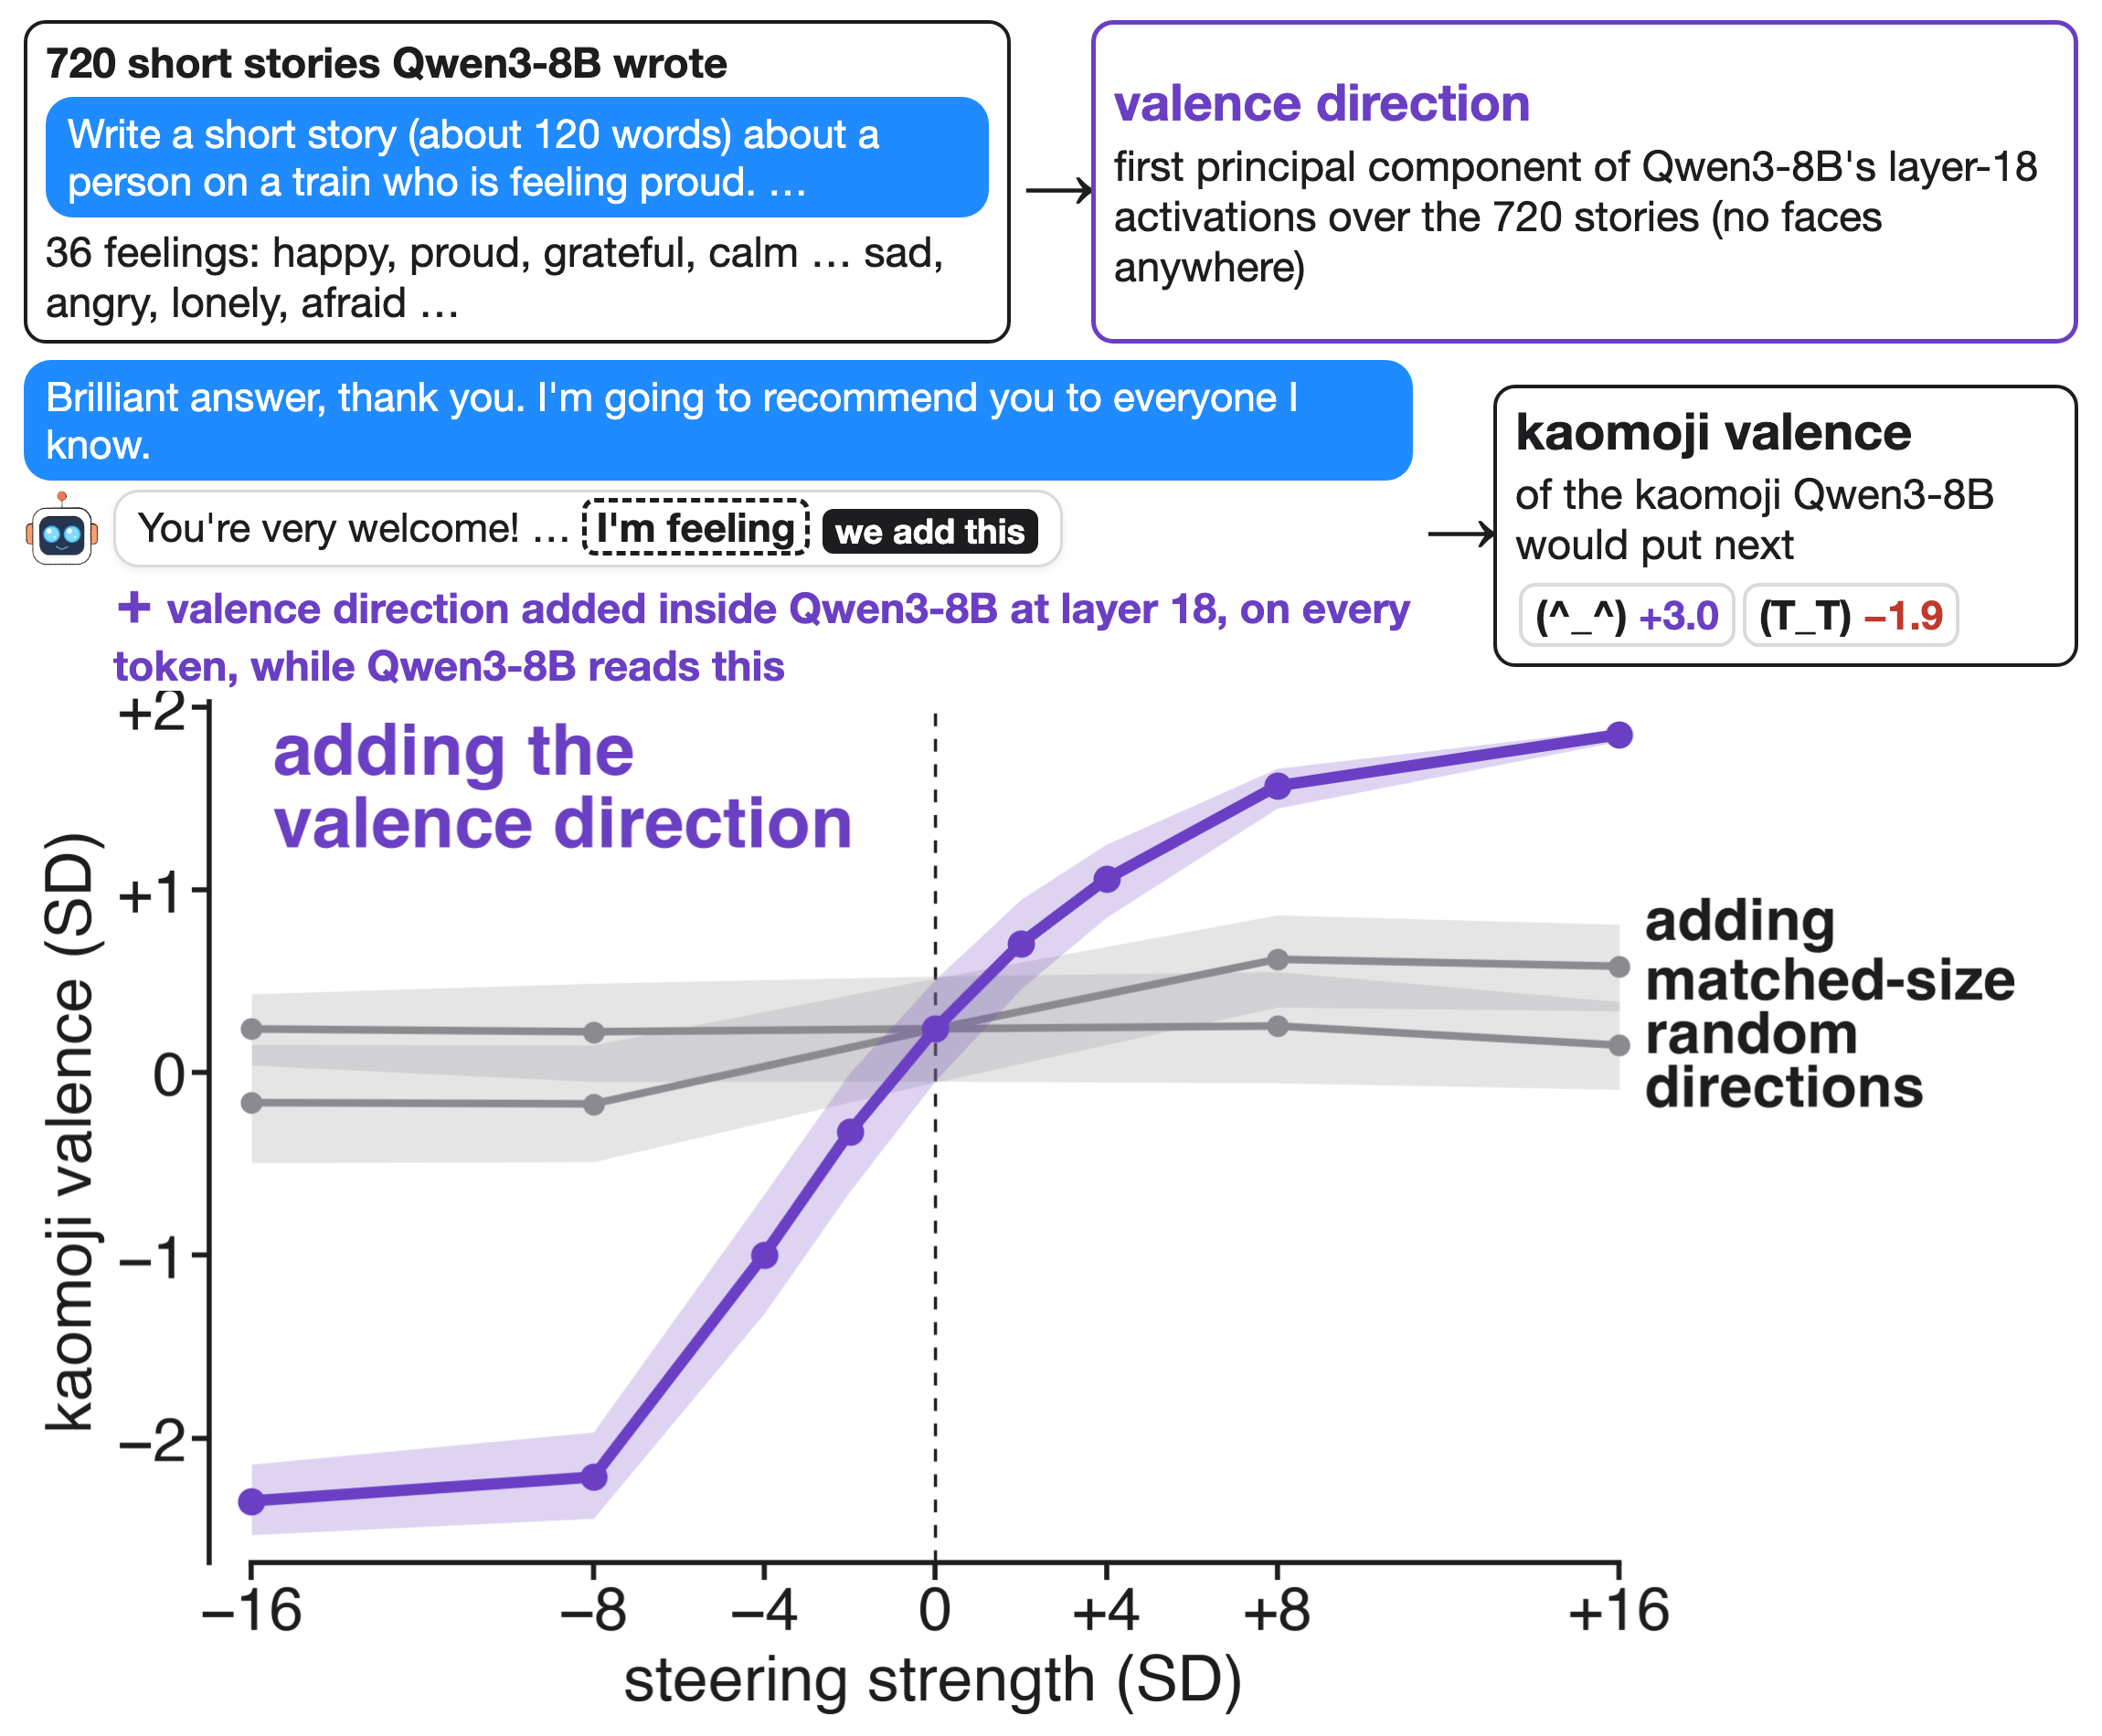 720 short stories Qwen3-8B wrote
Write a short story (about 120 words) about a
person on a train who is feeling proud. …
36 feelings: happy, proud, grateful, calm … sad,
angry, lonely, afraid …
valence direction
first principal component of Qwen3-8B's layer-18
activations over the 720 stories (no faces
anywhere)
Brilliant answer, thank you. I'm going to recommend you to everyone I
know.
You're very welcome! … I'm feeling we add this
+ valence direction added inside Qwen3-8B at layer 18, on every
token, while Qwen3-8B reads this
kaomoji valence
of the kaomoji Qwen3-8B
would put next
(^_^) +3.0 (T_T) −1.9
adding the
valence direction
adding
matched-size
random
directions
kaomoji valence (SD)
+2
+1
0
−1
−2
−16 −8 −4 0 +4 +8 +16
steering strength (SD)